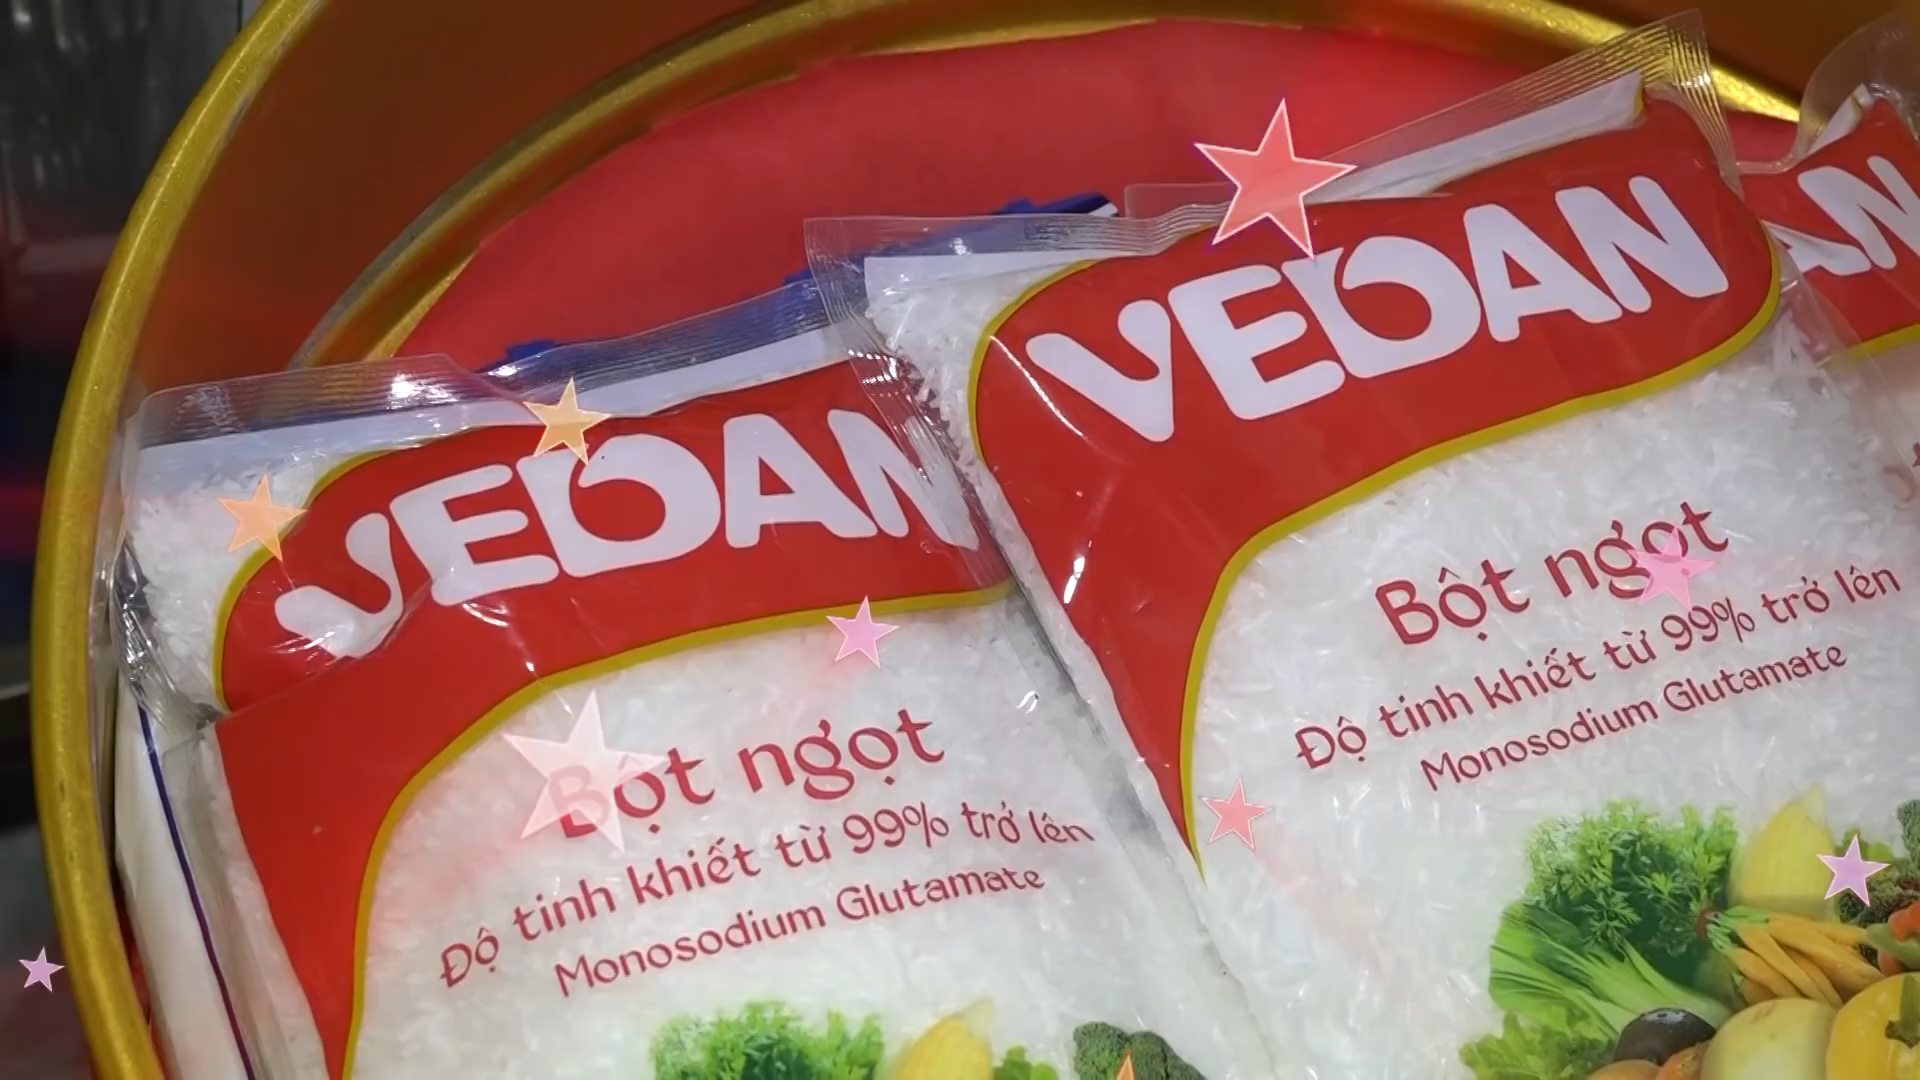 VEDAN
Bột ngọt
Độ tinh khiết từ 99% trở lên
Monosodium Glutamate
VEDAN
Bột ngọt
Độ tinh khiết từ 99% trở lên
Monosodium Glutamate
AN